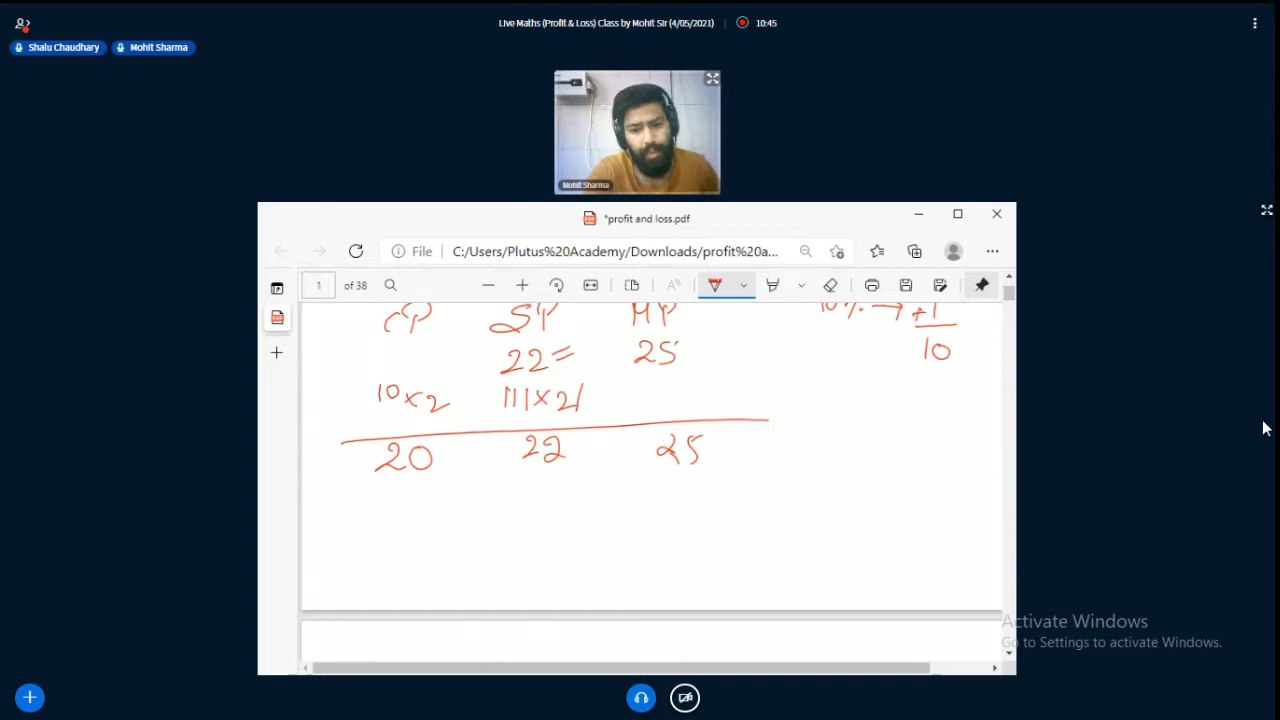 Live Maths (Profit & Loss) Class by Mohit Sir (4/05/2021)
10:45
Shalu Chaudhary
Mohit Sharma
Mohit Sharma
*profit and loss.pdf
File
C:/Users/Plutus%20Academy/Downloads/profit%20a...
1 of 38
CP SP MP 10% → +1
22= 25 10
10×2 11×2
20 22 25
Activate Windows
Go to Settings to activate Windows.